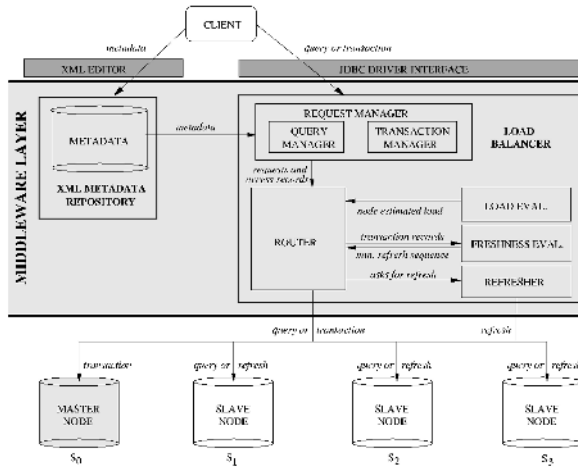 CLIENT
metadata
query or transaction
XML EDITOR
JDBC DRIVER INTERFACE
MIDDLEWARE LAYER
METADATA
XML METADATA
REPOSITORY
metadata
REQUEST MANAGER
QUERY
MANAGER
TRANSACTION
MANAGER
LOAD
BALANCER
requests and
access records
ROUTER
node estimated load
LOAD EVAL.
transaction records
min. refresh sequence
FRESHNESS EVAL.
asks for refresh
REFRESHER
query or transaction
refresh
transaction
query or refresh
query or refresh
query or refresh
MASTER
NODE
SLAVE
NODE
SLAVE
NODE
SLAVE
NODE
S0
S1
S2
S3